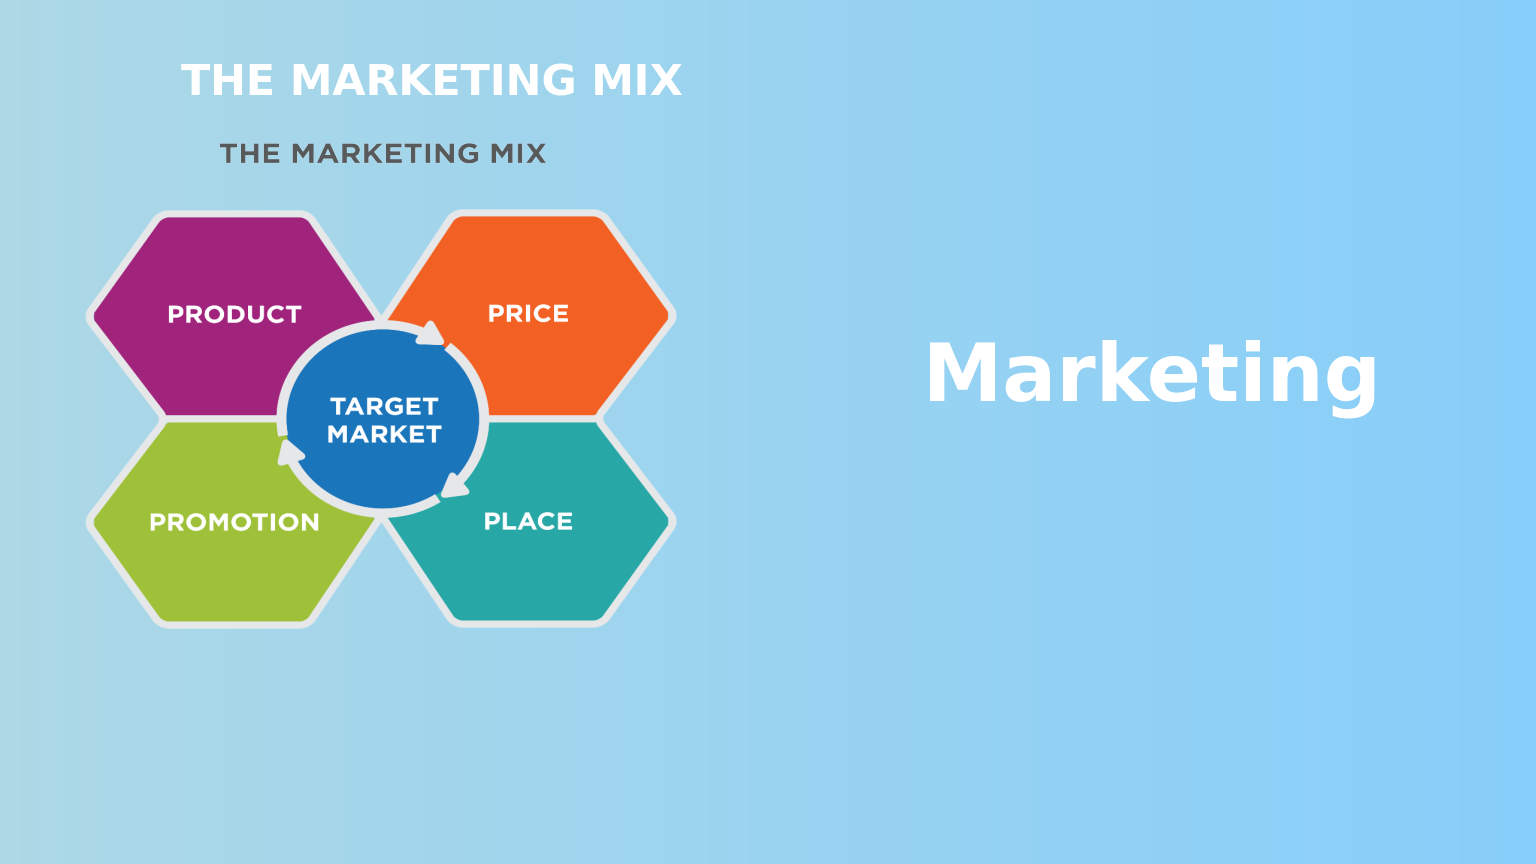 THE MARKETING MIX
THE MARKETING MIX
PRODUCT
PRICE
TARGET
MARKET
PROMOTION
PLACE
Marketing